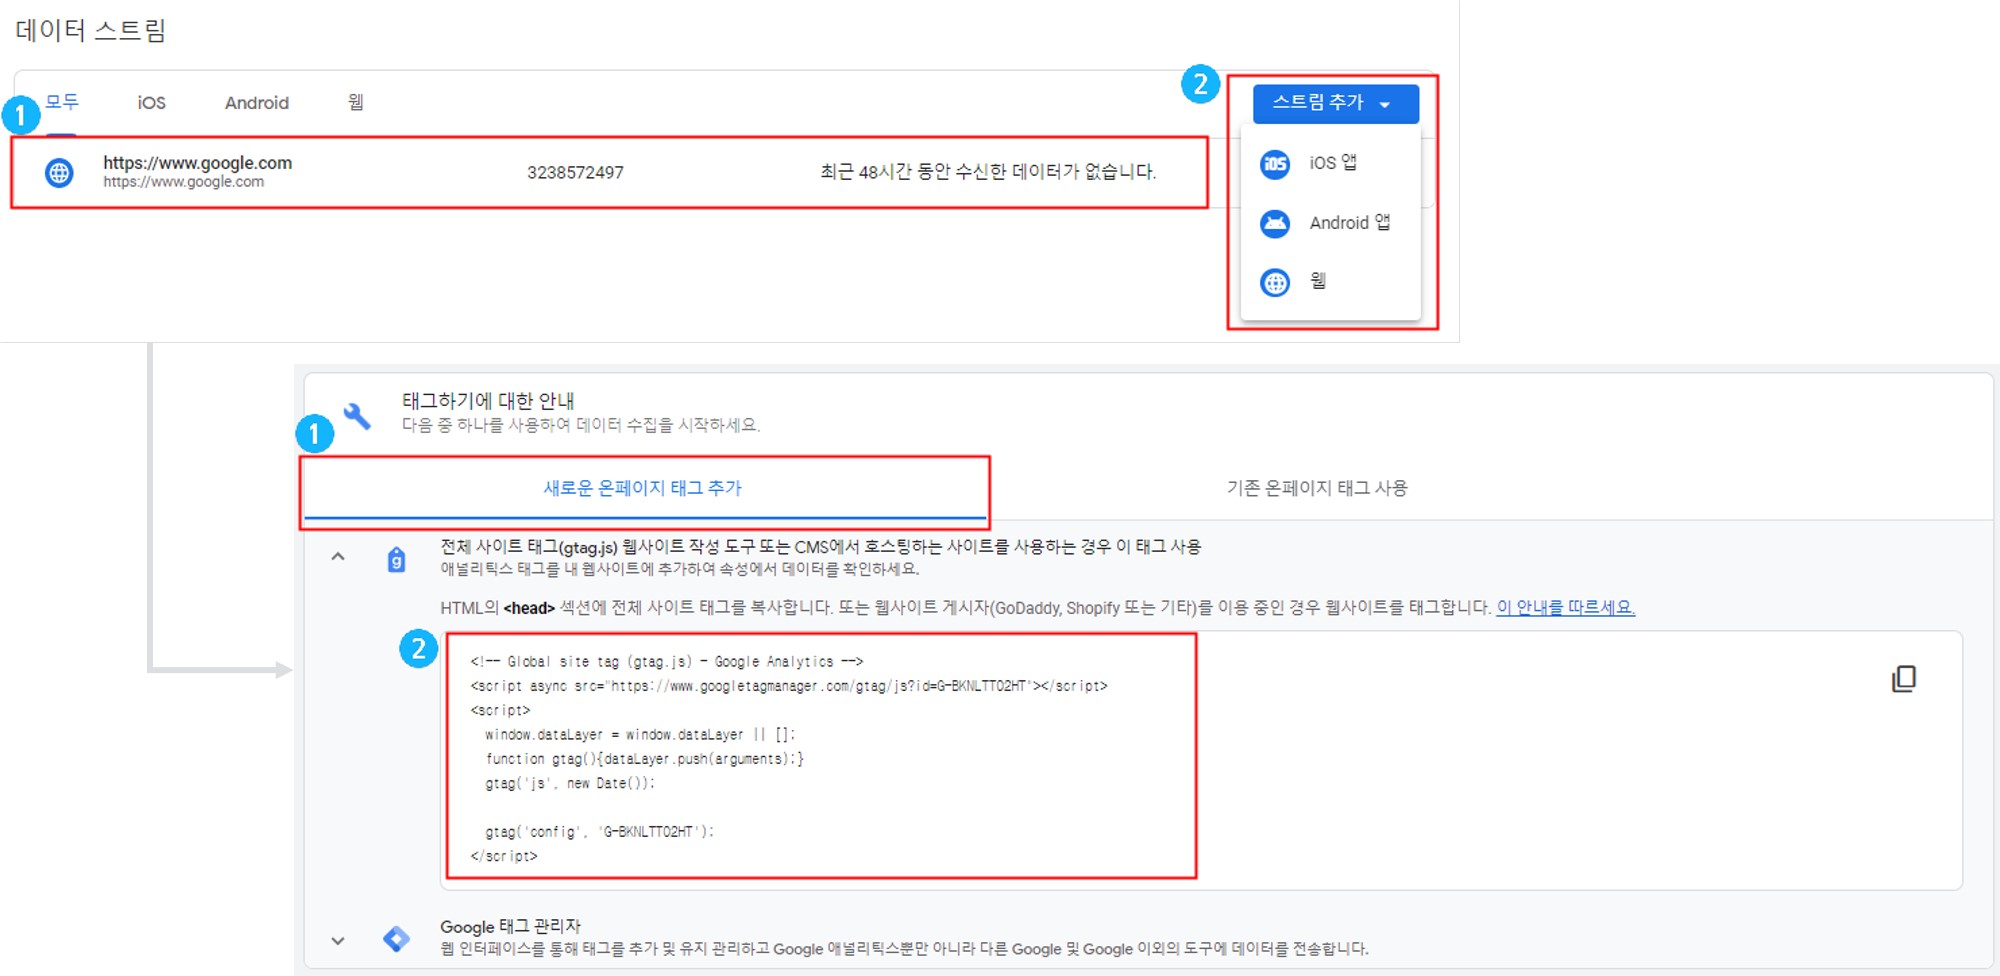 데이터 스트림
1
모두
iOS
Android
웹
2
스트림 추가
https://www.google.com
https://www.google.com
3238572497
최근 48시간 동안 수신한 데이터가 없습니다.
iOS
iOS 앱
Android 앱
웹
태그하기에 대한 안내
다음 중 하나를 사용하여 데이터 수집을 시작하세요.
1
새로운 온페이지 태그 추가
기존 온페이지 태그 사용
g
전체 사이트 태그(gtag.js) 웹사이트 작성 도구 또는 CMS에서 호스팅하는 사이트를 사용하는 경우 이 태그 사용
애널리틱스 태그를 내 웹사이트에 추가하여 속성에서 데이터를 확인하세요.
HTML의 <head> 섹션에 전체 사이트 태그를 복사합니다. 또는 웹사이트 게시자(GoDaddy, Shopify 또는 기타)를 이용 중인 경우 웹사이트를 태그합니다. 이 안내를 따르세요.
2
<!-- Global site tag (gtag.js) - Google Analytics -->
<script async src="https://www.googletagmanager.com/gtag/js?id=G-BKNLTTO2HT"></script>
<script>
window.dataLayer = window.dataLayer || [];
function gtag(){dataLayer.push(arguments);}
gtag('js', new Date());
gtag('config', 'G-BKNLTTO2HT');
</script>
Google 태그 관리자
웹 인터페이스를 통해 태그를 추가 및 유지 관리하고 Google 애널리틱스뿐만 아니라 다른 Google 및 Google 이외의 도구에 데이터를 전송합니다.